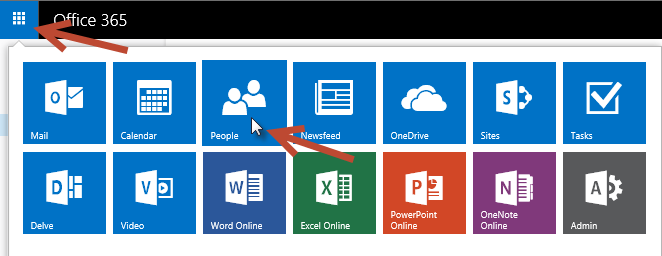 Office 365
Mail
Calendar
People
Newsfeed
OneDrive
Sites
Tasks
Delve
Video
Word Online
Excel Online
PowerPoint
Online
OneNote
Online
Admin